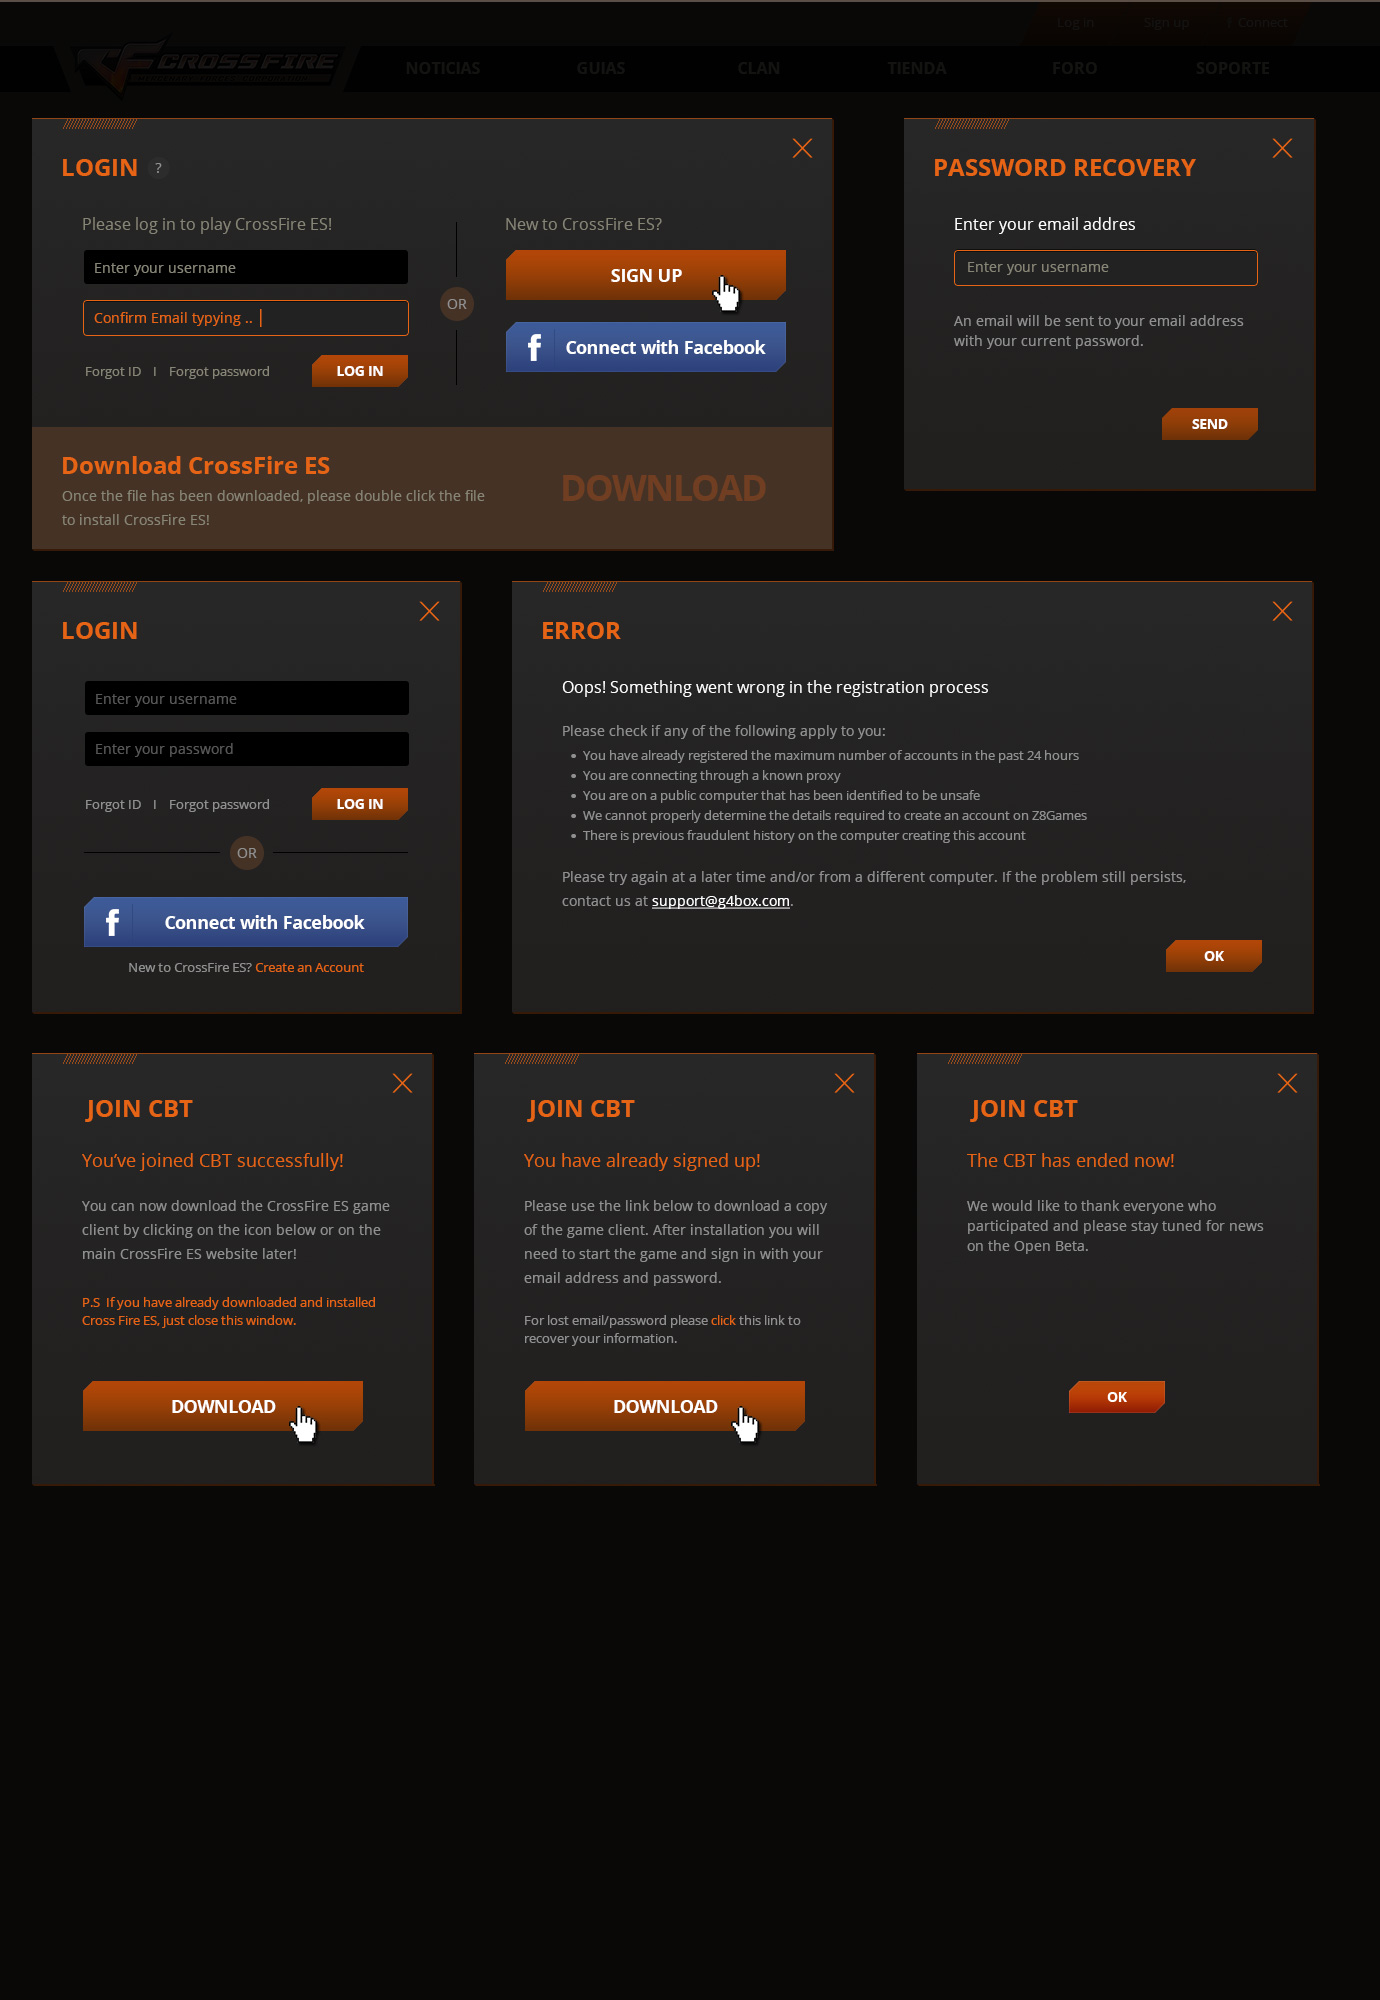 Log in
Sign up
f Connect
CROSSFIRE
NOTICIAS
GUIAS
CLAN
TIENDA
FORO
SOPORTE
LOGIN ?
Please log in to play CrossFire ES!
Enter your username
Confirm Email typying ..
Forgot ID I Forgot password
LOG IN
OR
New to CrossFire ES?
SIGN UP
f Connect with Facebook
Download CrossFire ES
Once the file has been downloaded, please double click the file
to install CrossFire ES!
DOWNLOAD
PASSWORD RECOVERY
Enter your email addres
Enter your username
An email will be sent to your email address
with your current password.
SEND
LOGIN
Enter your username
Enter your password
Forgot ID I Forgot password
LOG IN
OR
f Connect with Facebook
New to CrossFire ES? Create an Account
ERROR
Oops! Something went wrong in the registration process
Please check if any of the following apply to you:
• You have already registered the maximum number of accounts in the past 24 hours
• You are connecting through a known proxy
• You are on a public computer that has been identified to be unsafe
• We cannot properly determine the details required to create an account on Z8Games
• There is previous fraudulent history on the computer creating this account
Please try again at a later time and/or from a different computer. If the problem still persists,
contact us at support@g4box.com.
OK
JOIN CBT
You’ve joined CBT successfully!
You can now download the CrossFire ES game
client by clicking on the icon below or on the
main CrossFire ES website later!
P.S If you have already downloaded and installed
Cross Fire ES, just close this window.
DOWNLOAD
JOIN CBT
You have already signed up!
Please use the link below to download a copy
of the game client. After installation you will
need to start the game and sign in with your
email address and password.
For lost email/password please click this link to
recover your information.
DOWNLOAD
JOIN CBT
The CBT has ended now!
We would like to thank everyone who
participated and please stay tuned for news
on the Open Beta.
OK